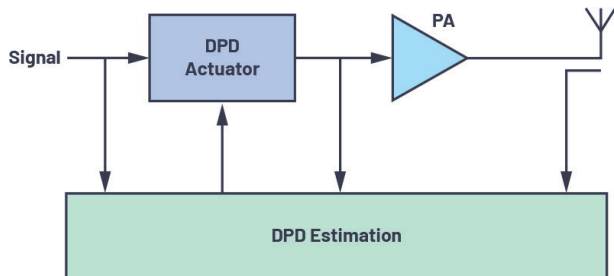 PA
DPD
Actuator
Signal
DPD Estimation